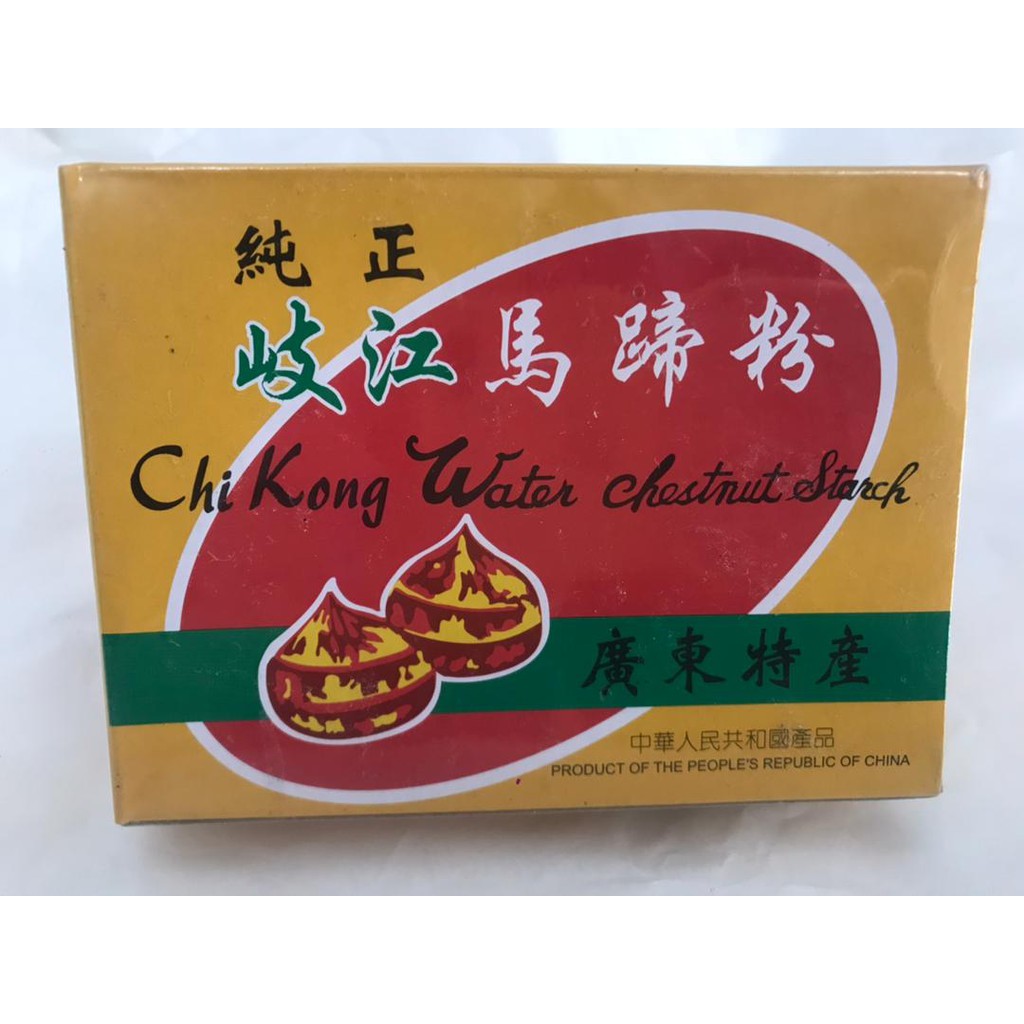 純正
岐江馬蹄粉
Chi Kong Water Chestnut Starch
廣東特產
中華人民共和國產品
PRODUCT OF THE PEOPLE'S REPUBLIC OF CHINA